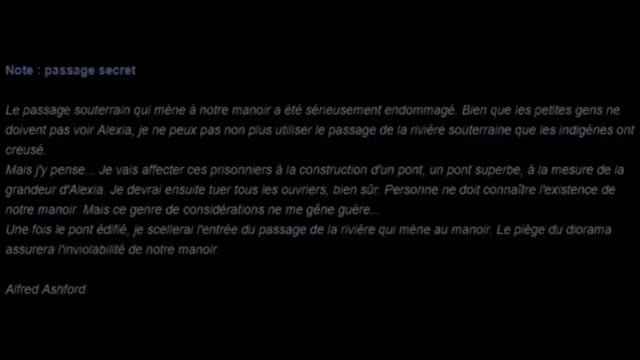 Note : passage secret
Le passage souterrain qui mène à notre manoir a été sérieusement endommagé. Bien que les petites gens ne
doivent pas voir Alexia, je ne peux pas non plus utiliser le passage de la rivière souterraine que les indigènes ont
creusé.
Mais j'y pense... Je vais affecter ces prisonniers à la construction d'un pont, un pont superbe, à la mesure de la
grandeur d'Alexia. Je devrai ensuite tuer tous les ouvriers, bien sûr. Personne ne doit connaître l'existence de
notre manoir. Mais ce genre de considérations ne me gêne guère...
Une fois le pont édifié, je scellerai l'entrée du passage de la rivière qui mène au manoir. Le piège du diorama
assurera l'inviolabilité de notre manoir.
Alfred Ashford.